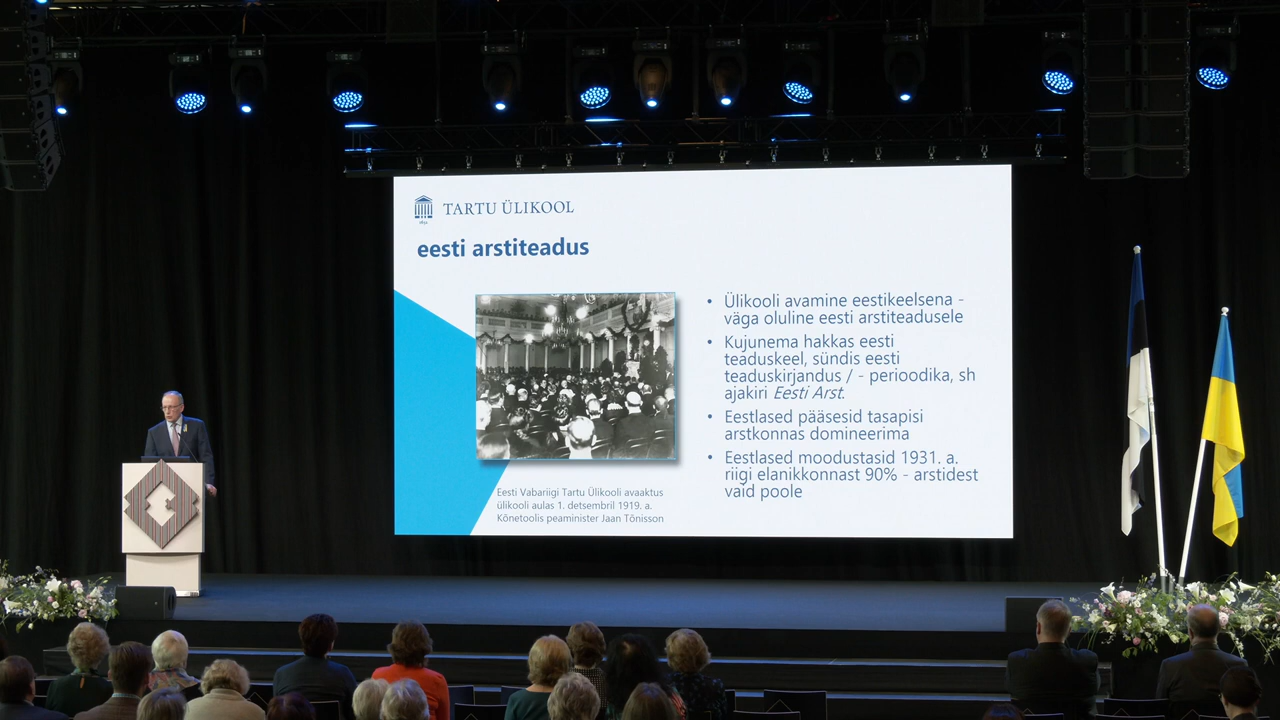 TARTU ÜLIKOOL
1632
eesti arstiteadus
• Ülikooli avamine eestikeelsena -
väga oluline eesti arstiteadusele
• Kujunema hakkas eesti
teaduskeel, sündis eesti
teaduskirjandus / - perioodika, sh
ajakiri Eesti Arst.
• Eestlased pääsesid tasapisi
arstkonnas domineerima
• Eestlased moodustasid 1931. a.
riigi elanikkonnast 90% - arstidest
vaid poole
Eesti Vabariigi Tartu Ülikooli avaaktus
ülikooli aulas 1. detsembril 1919. a.
Kõnetoolis peaminister Jaan Tõnisson